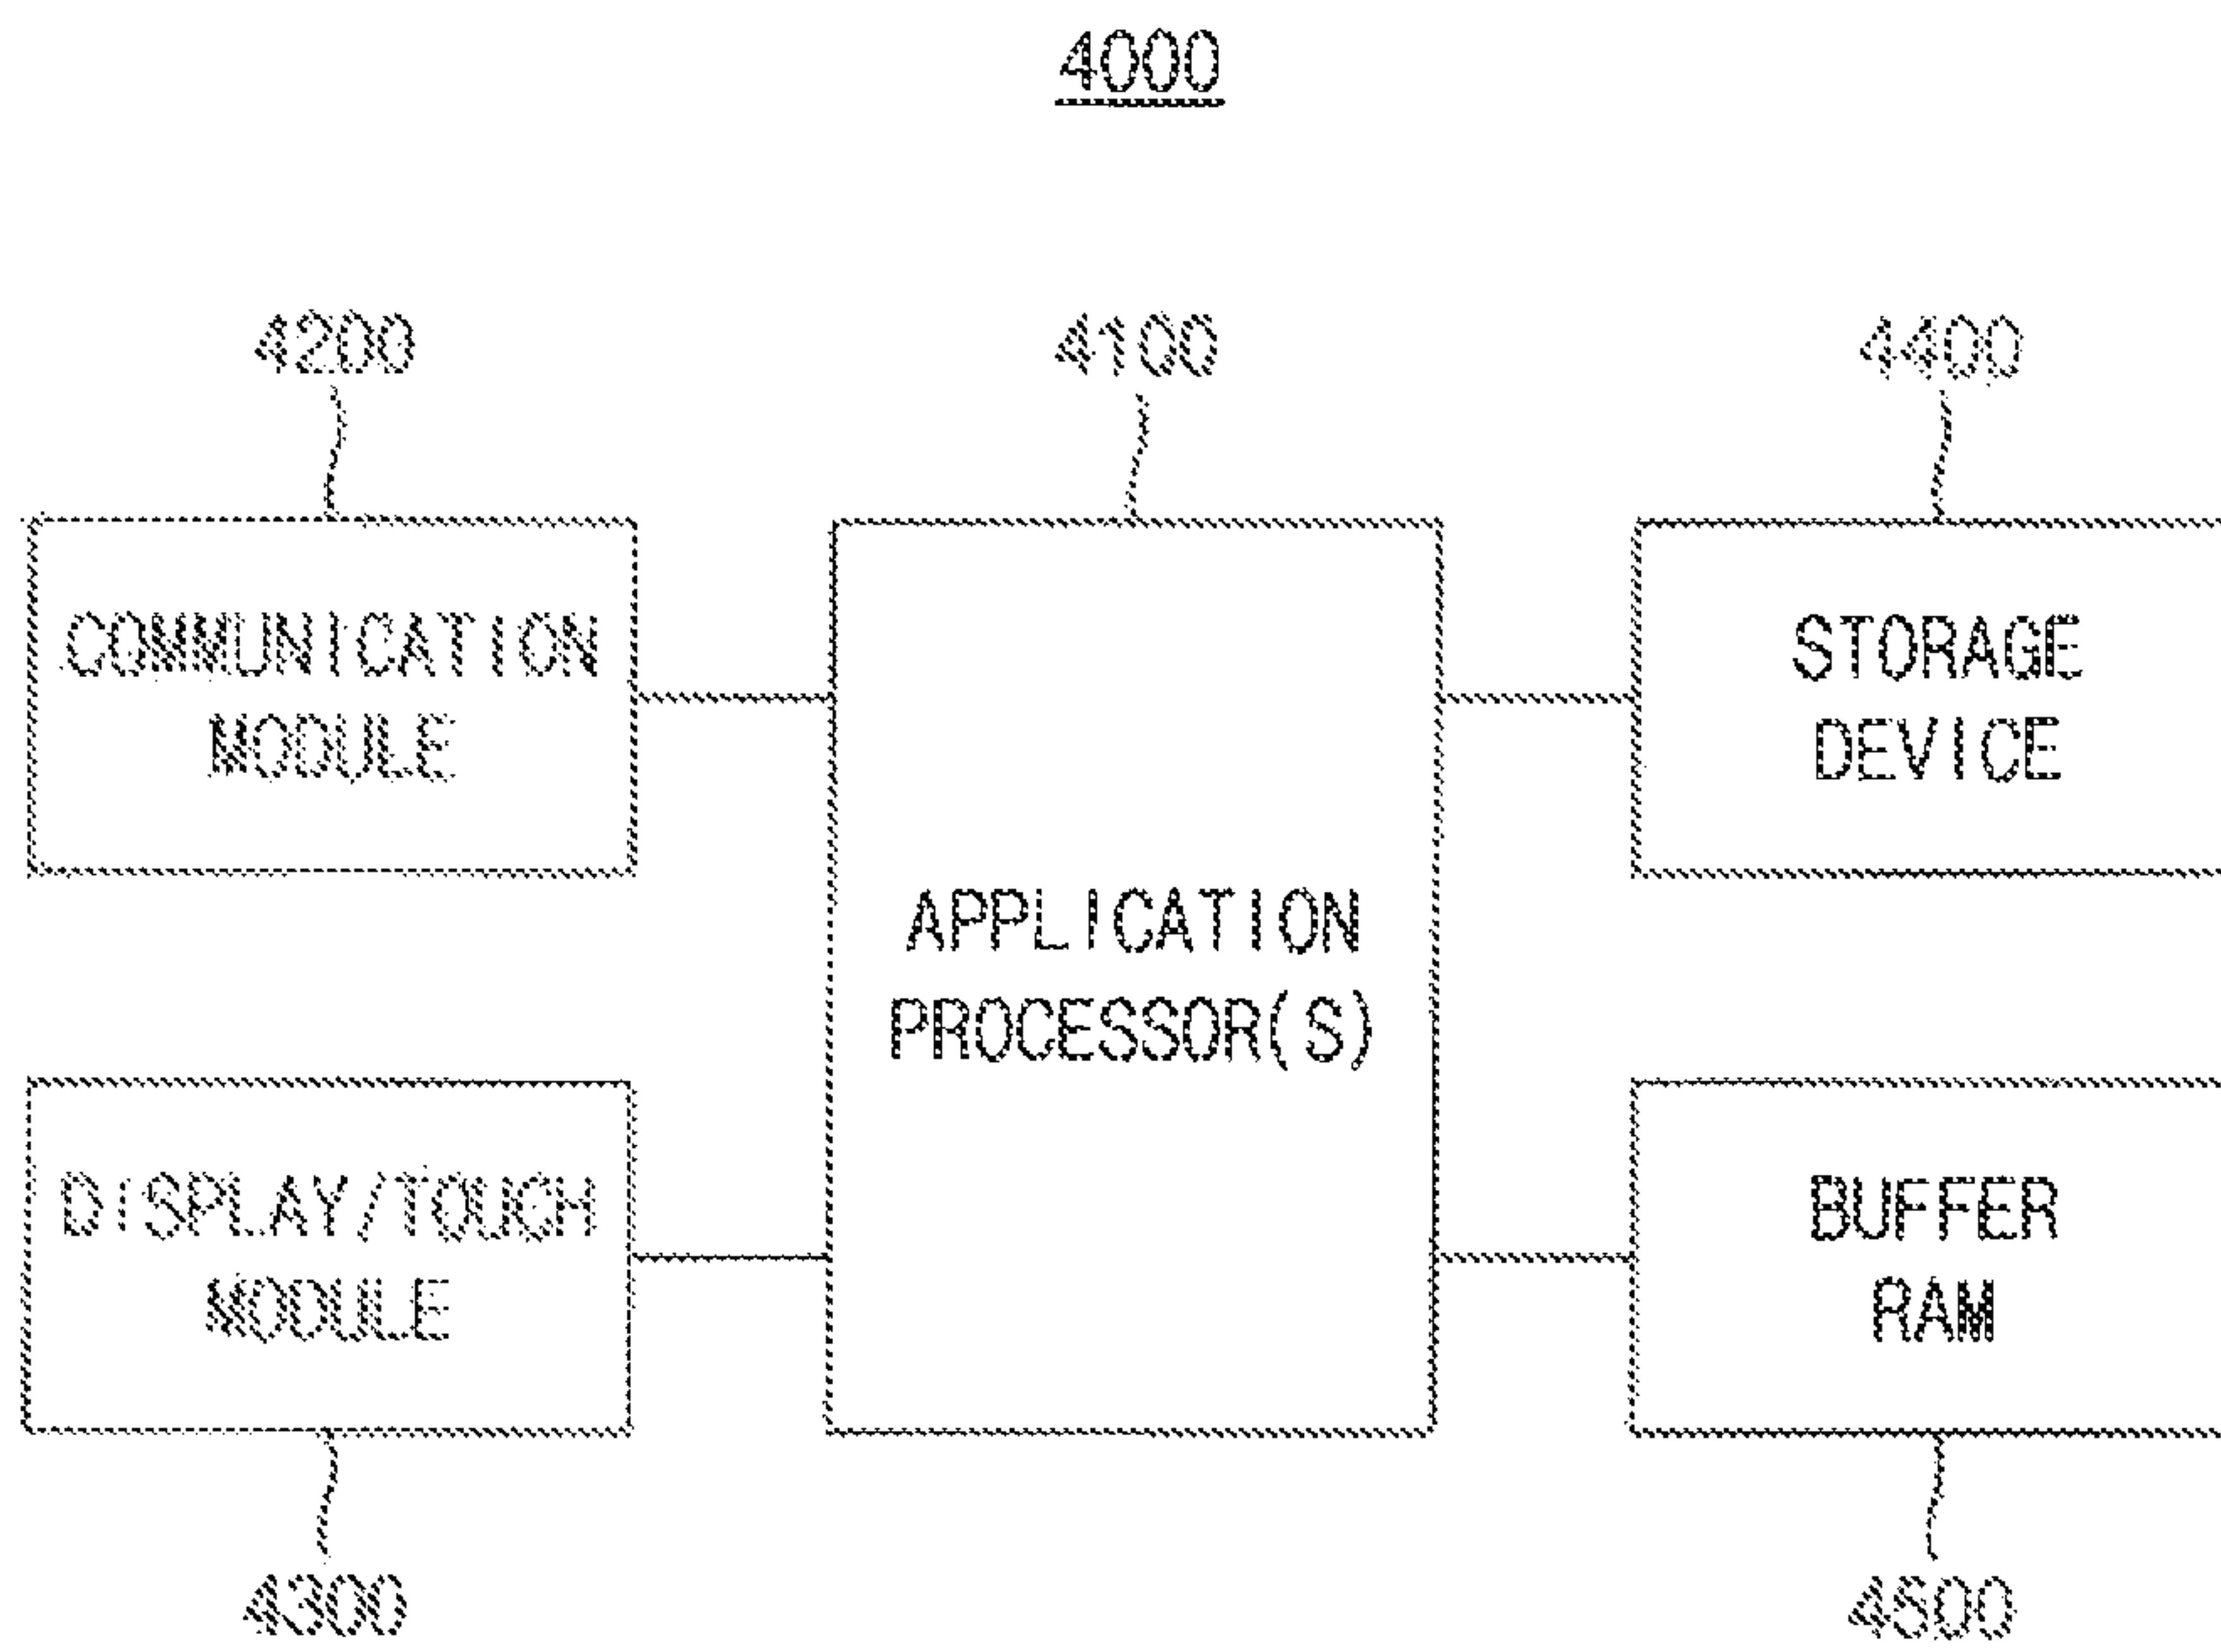 4000
4200
4100
4400
COMMUNICATION
MODULE
STORAGE
DEVICE
APPLICATION
PROCESSOR(S)
DISPLAY/TOUCH
MODULE
BUFFER
RAM
4300
4500